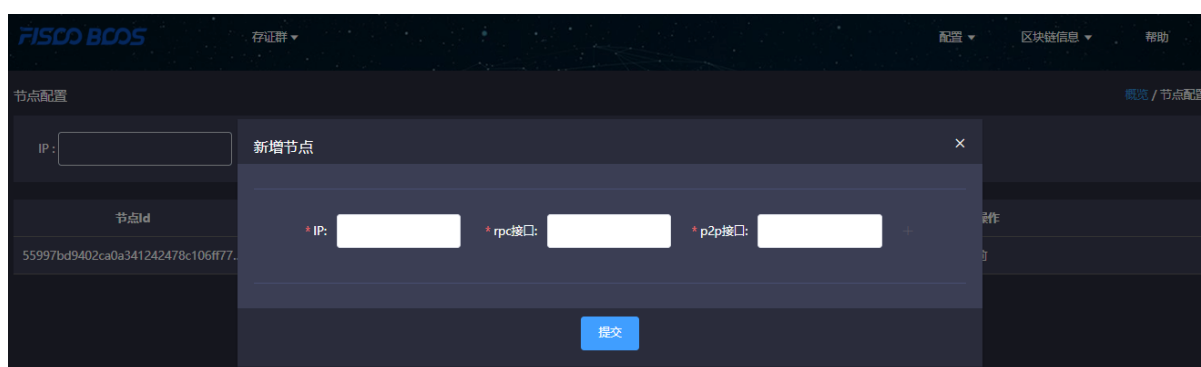 FISCO BCOS 存证群 配置 区块链信息 帮助
节点配置 概览 / 节点配置
IP : 新增节点 ×
节点Id
* IP: * rpc接口: * p2p接口: +
55997bd9402ca0a341242478c106ff77...
提交